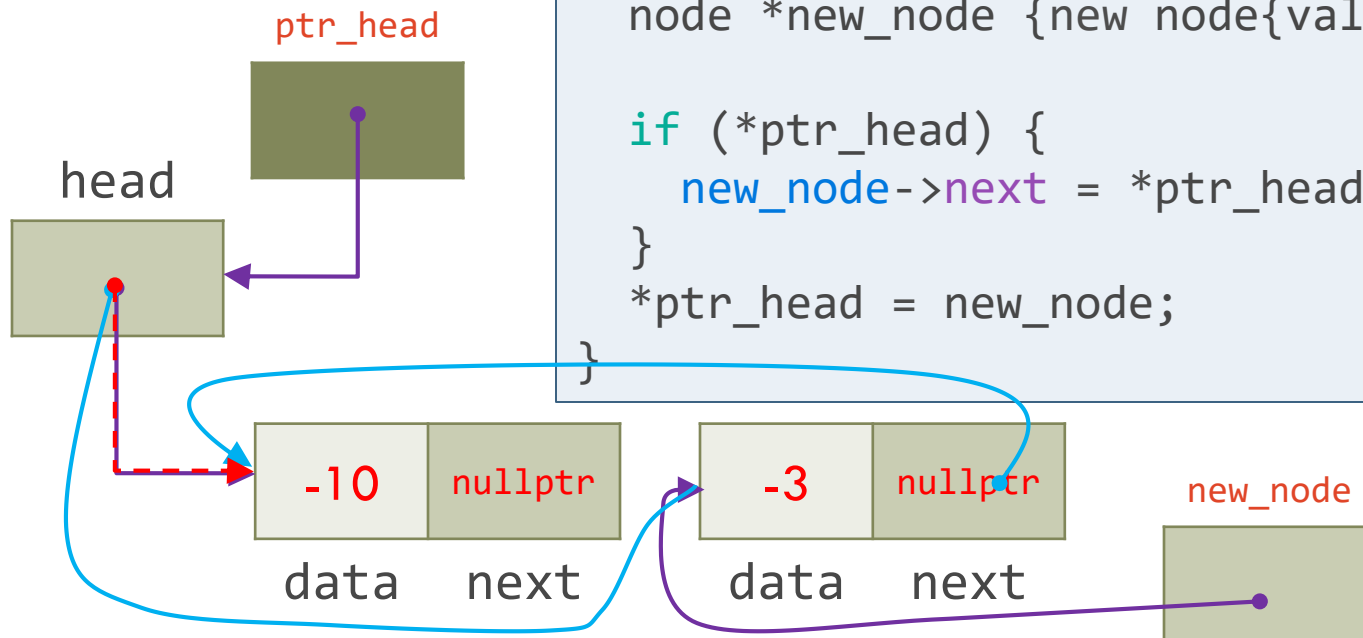 ptr_head
head
node *new_node {new node{val
if (*ptr_head) {
new_node->next = *ptr_head
}
*ptr_head = new_node;
}
-10 nullptr
-3 nullptr
new_node
data next
data next